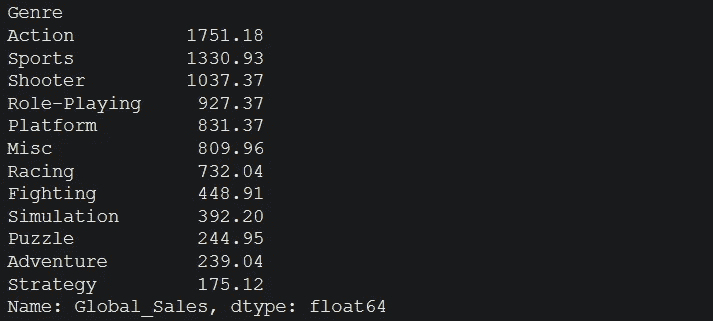 Genre
Action          1751.18
Sports          1330.93
Shooter         1037.37
Role-Playing     927.37
Platform         831.37
Misc             809.96
Racing           732.04
Fighting         448.91
Simulation       392.20
Puzzle           244.95
Adventure        239.04
Strategy         175.12
Name: Global_Sales, dtype: float64